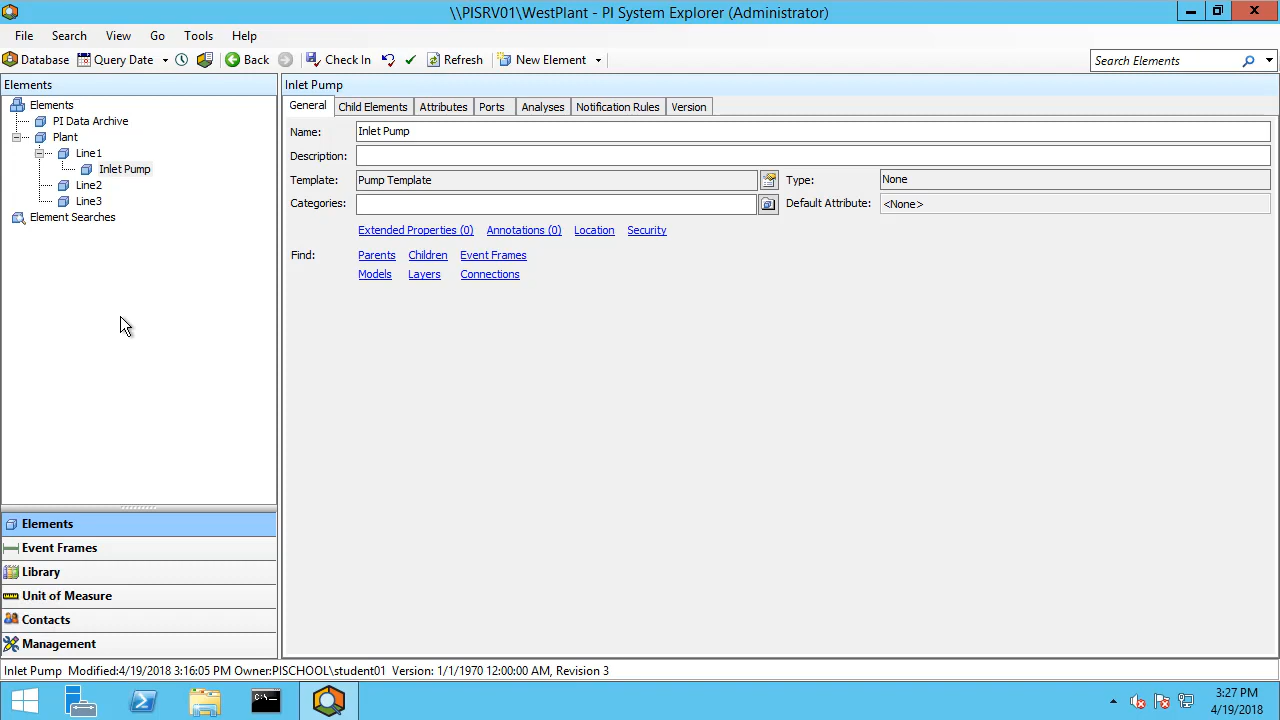 \\PISRV01\WestPlant - PI System Explorer (Administrator)
File Search View Go Tools Help
Database Query Date Back Check In Refresh New Element Search Elements
Elements
Elements
PI Data Archive
Plant
Line1
Inlet Pump
Line2
Line3
Element Searches
Elements
Event Frames
Library
Unit of Measure
Contacts
Management
Inlet Pump
General Child Elements Attributes Ports Analyses Notification Rules Version
Name: Inlet Pump
Description:
Template: Pump Template Type: None
Categories: Default Attribute: <None>
Extended Properties (0) Annotations (0) Location Security
Find: Parents Children Event Frames
Models Layers Connections
Inlet Pump Modified:4/19/2018 3:16:05 PM Owner:PISCHOOL\student01 Version: 1/1/1970 12:00:00 AM, Revision 3
3:27 PM
4/19/2018